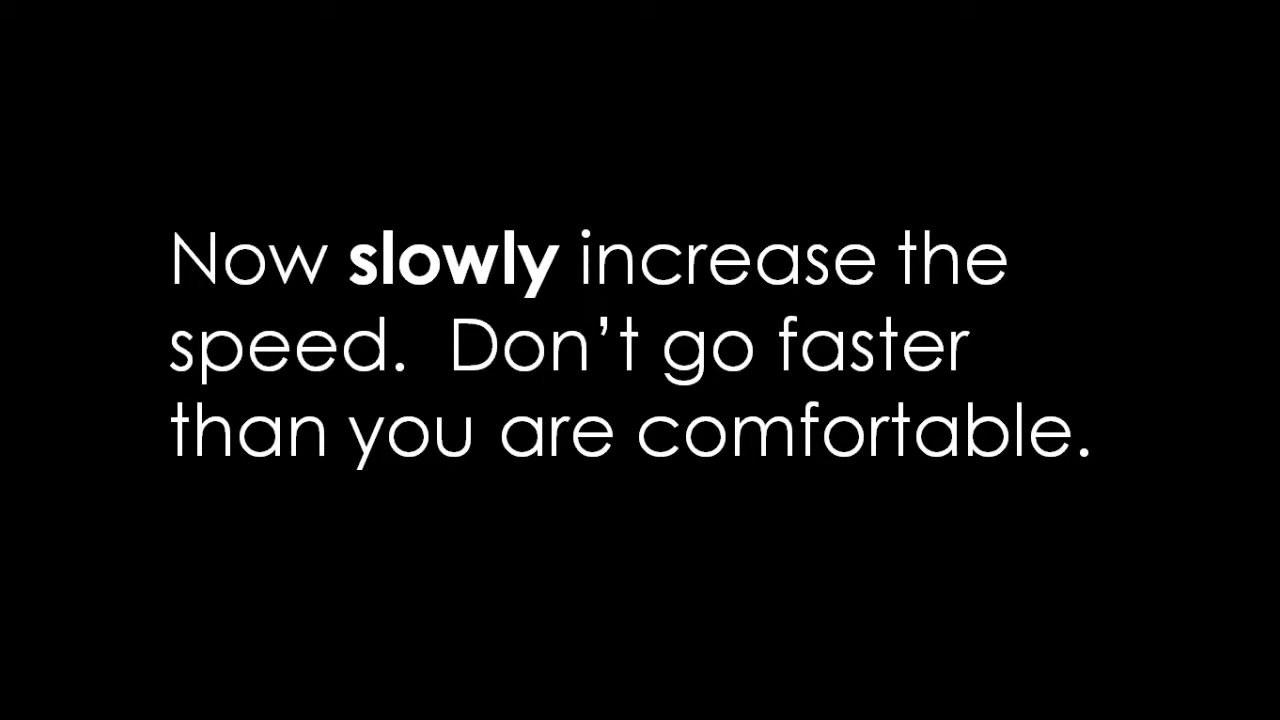 Now slowly increase the
speed.  Don’t go faster
than you are comfortable.